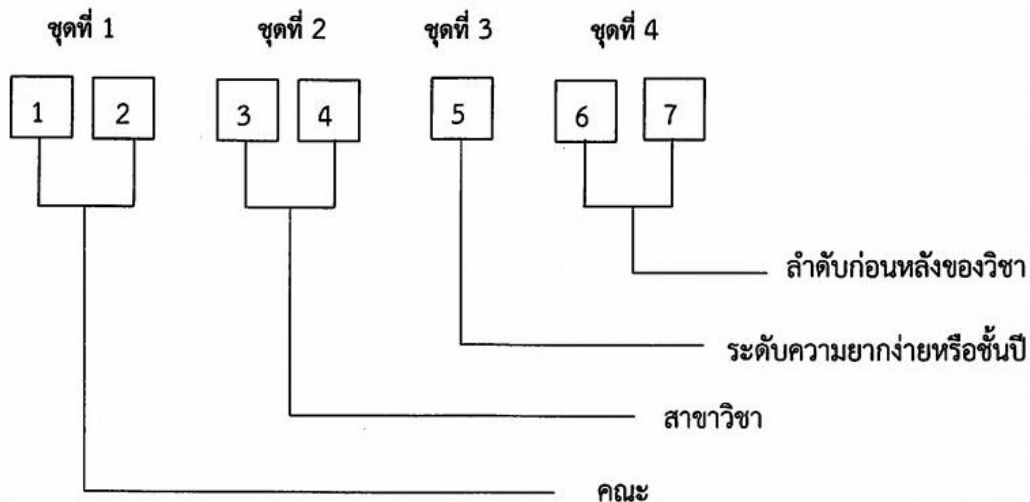 ชุดที่ 1 ชุดที่ 2 ชุดที่ 3 ชุดที่ 4
1 2 3 4 5 6 7
ลำดับก่อนหลังของวิชา
ระดับความยากง่ายหรือชั้นปี
สาขาวิชา
คณะ